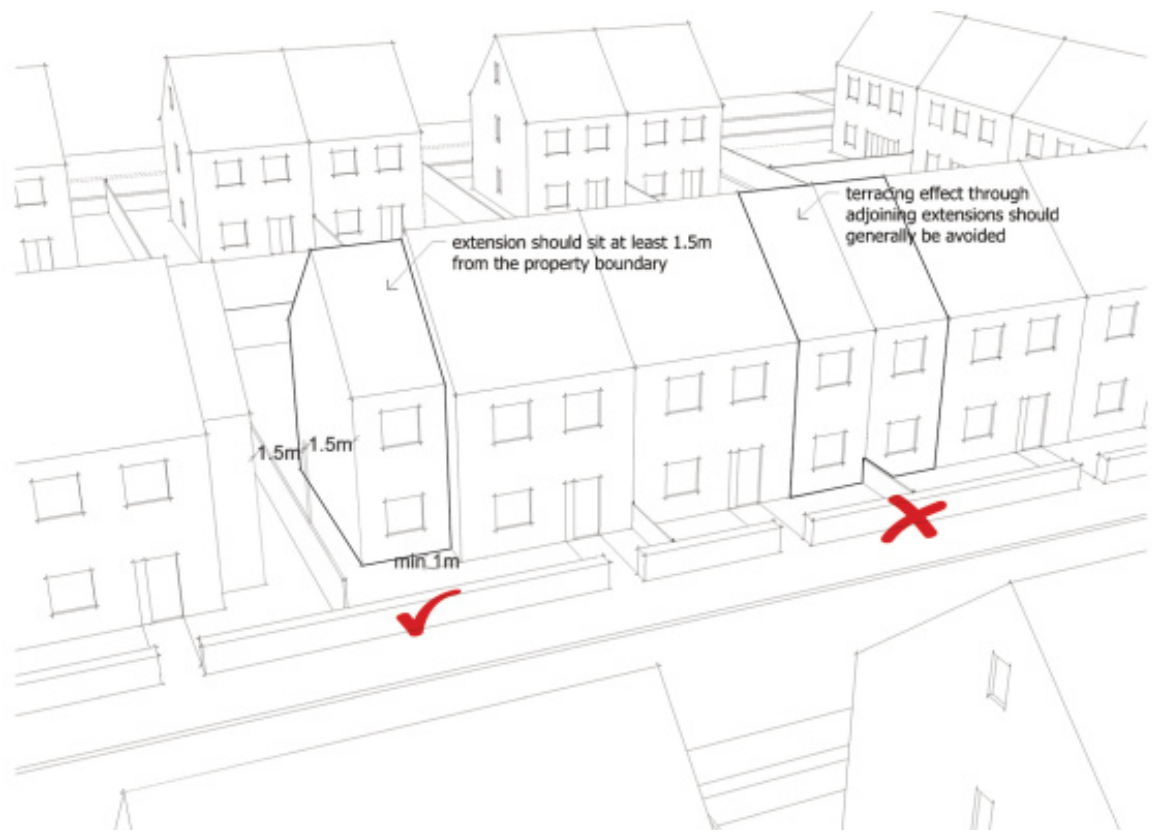 terracing effect through
adjoining extensions should
generally be avoided
extension should sit at least 1.5m
from the property boundary
1.5m
1.5m
min 1m